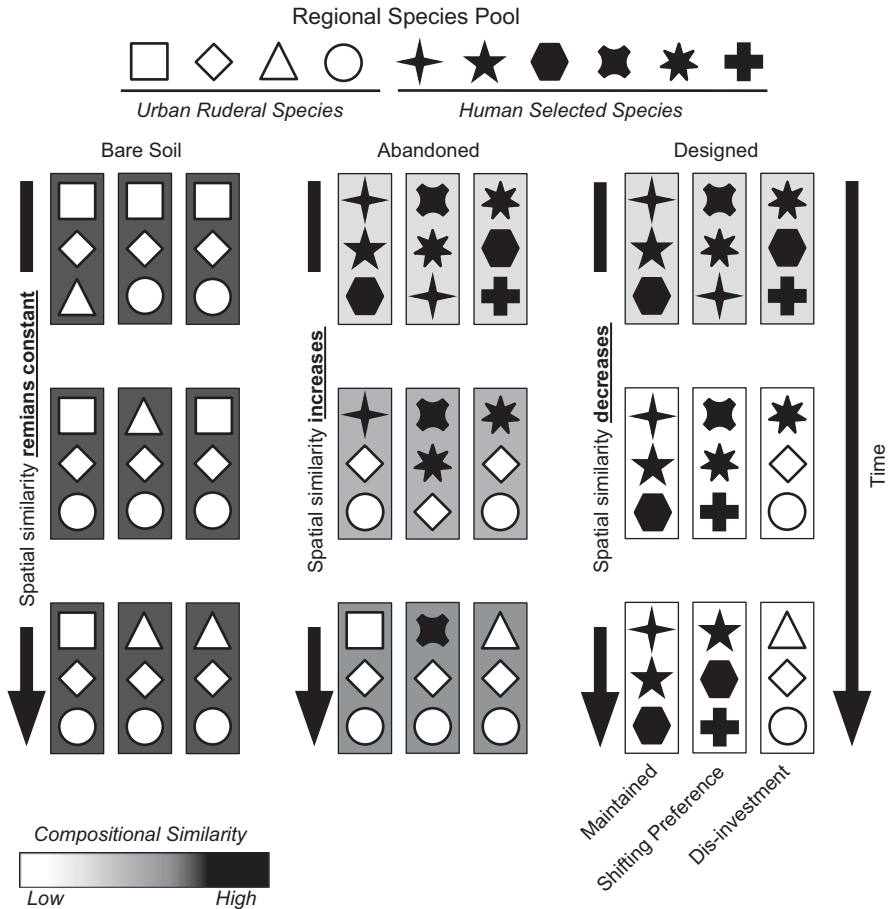 Regional Species Pool
Urban Ruderal Species
Human Selected Species
Bare Soil
Abandoned
Designed
Spatial similarity remians constant
Spatial similarity increases
Spatial similarity decreases
Time
Maintained
Shifting Preference
Dis-investment
Compositional Similarity
Low
High